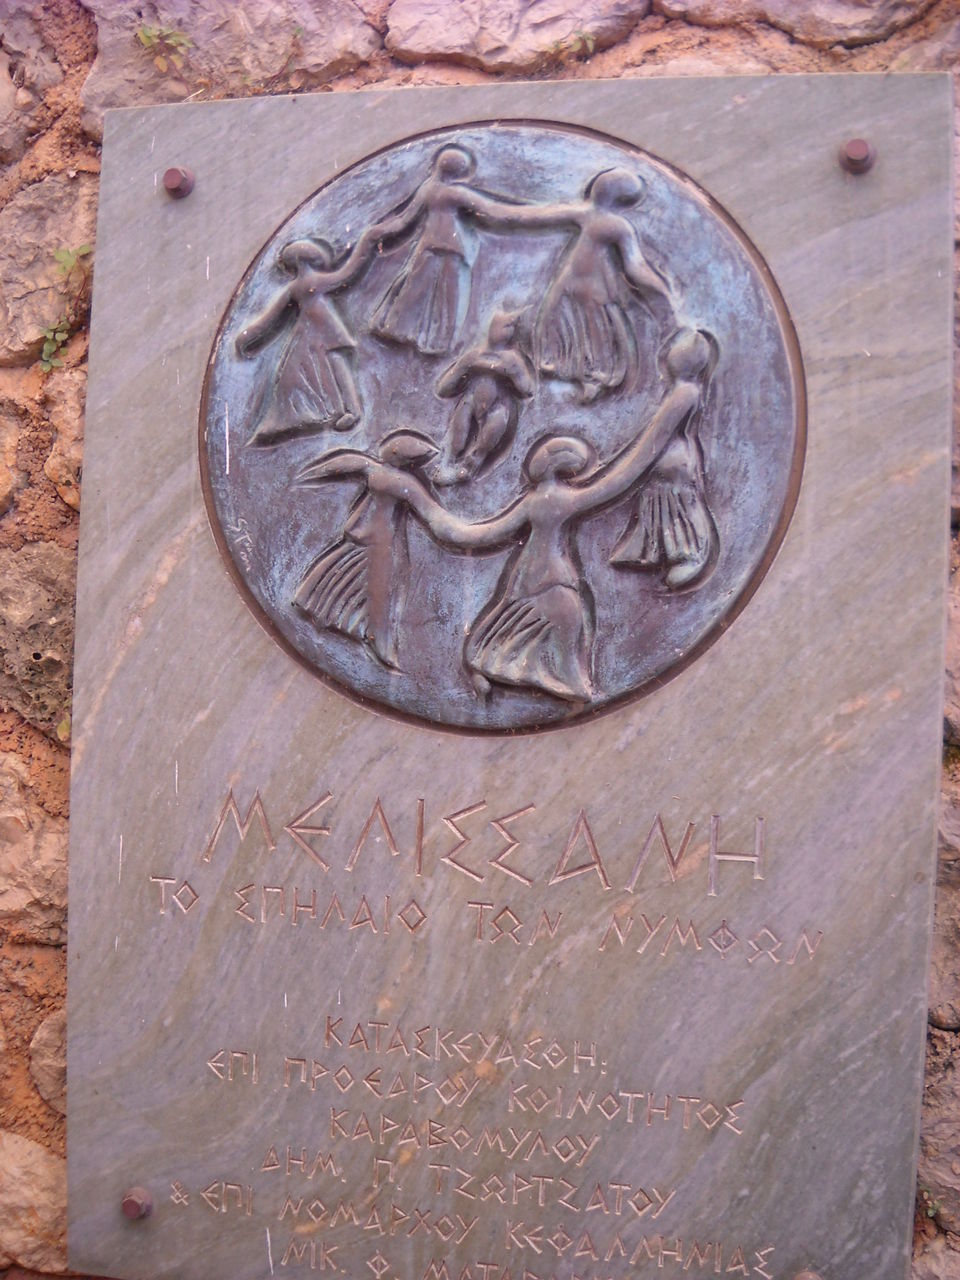 ΜΕΛΙΣΣΑΝΗ
ΤΟ ΣΠΗΛΑΙΟ ΤΩΝ ΝΥΜΦΩΝ
ΚΑΤΑΣΚΕΥΑΣΘΗ:
ΕΠΙ ΠΡΟΕΔΡΟΥ ΚΟΙΝΟΤΗΤΟΣ
ΚΑΡΑΒΟΜΥΛΟΥ
ΔΗΜ. Π. ΤΖΩΡΤΖΑΤΟΥ
& ΕΠΙ ΝΟΜΑΡΧΟΥ ΚΕΦΑΛΛΗΝΙΑΣ
ΝΙΚ. Φ.